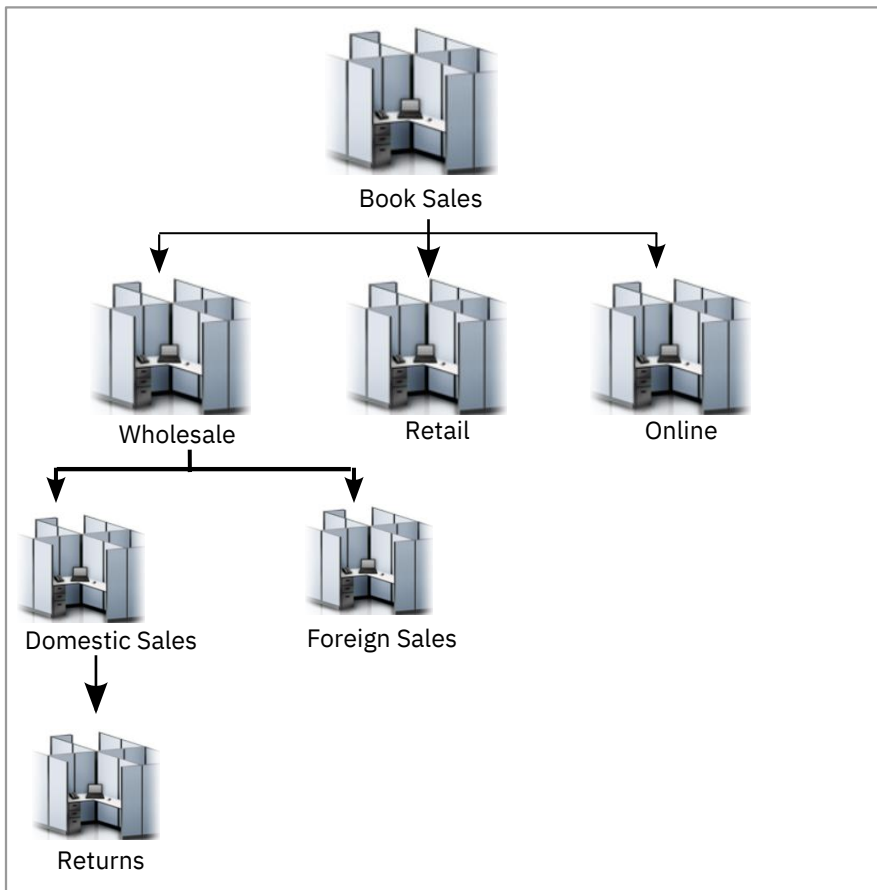 Book Sales
Wholesale
Retail
Online
Domestic Sales
Foreign Sales
Returns